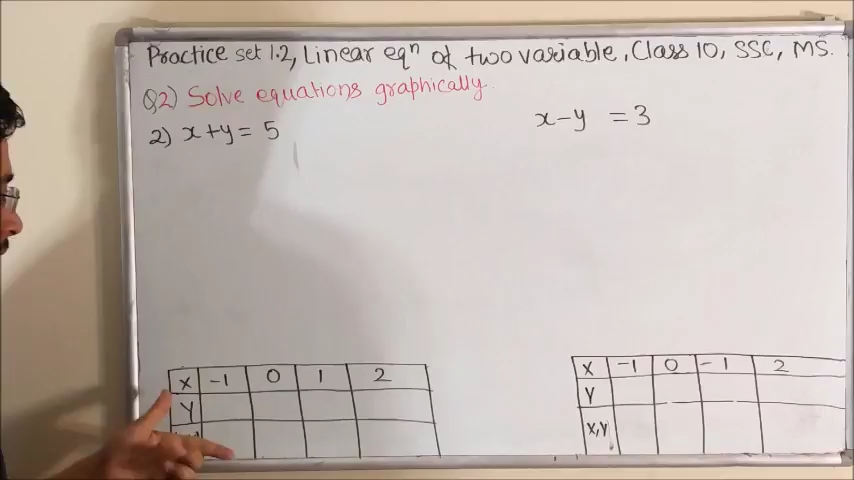 Practice set 1.2, Linear eqⁿ of two variable, Class 10, SSC, MS.
Q2) Solve equations graphically.
2) x+y= 5
x-y = 3
X -1 0 1 2
Y
X -1 0 -1 2
Y
X,Y